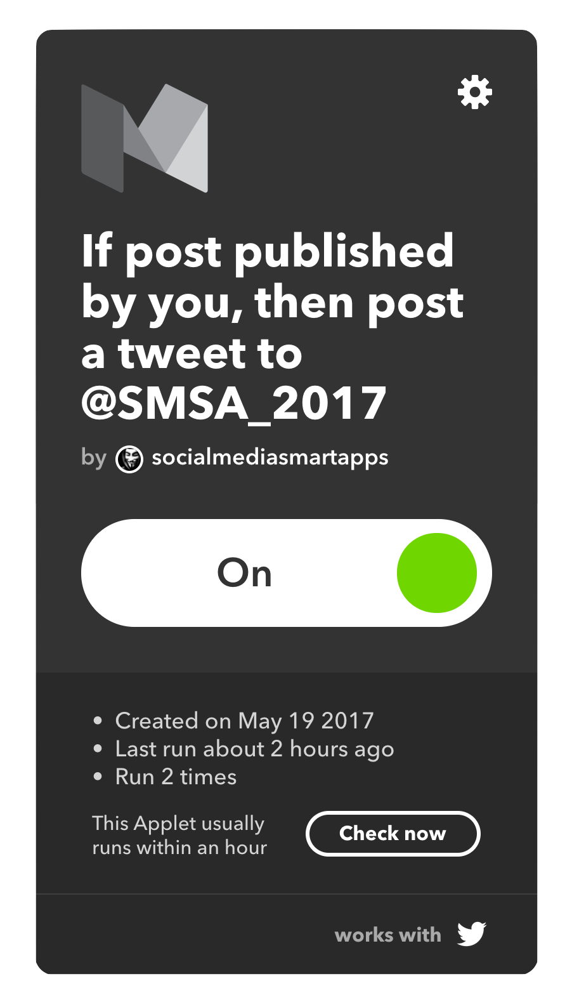 If post published
by you, then post
a tweet to
@SMSA_2017
by socialmediasmartapps
On
• Created on May 19 2017
• Last run about 2 hours ago
• Run 2 times
This Applet usually
runs within an hour
Check now
works with